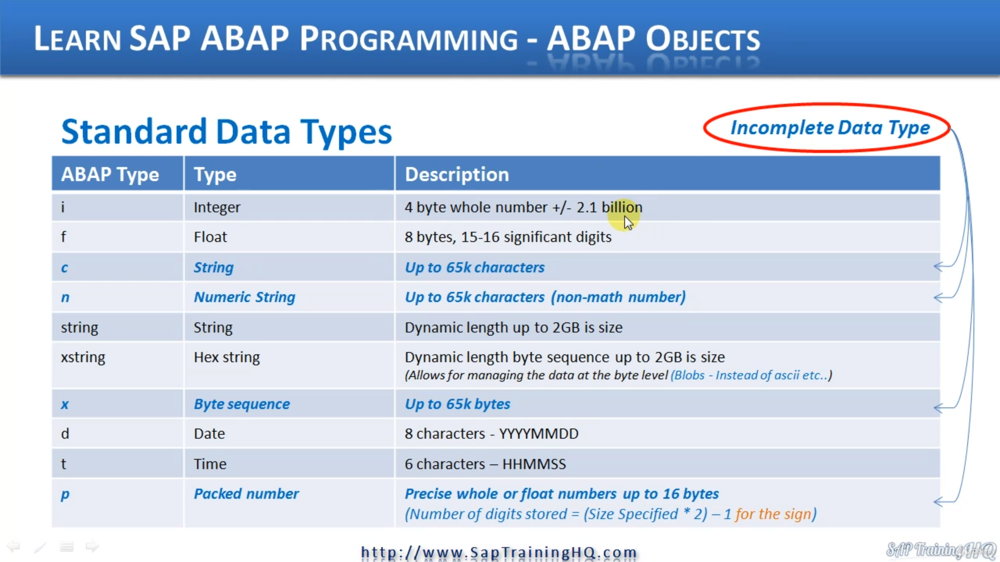 LEARN SAP ABAP PROGRAMMING - ABAP OBJECTS
Standard Data Types
Incomplete Data Type
ABAP Type Type Description
i Integer 4 byte whole number +/- 2.1 billion
f Float 8 bytes, 15-16 significant digits
c String Up to 65k characters
n Numeric String Up to 65k characters (non-math number)
string String Dynamic length up to 2GB is size
xstring Hex string Dynamic length byte sequence up to 2GB is size
(Allows for managing the data at the byte level (Blobs - Instead of ascii etc..)
x Byte sequence Up to 65k bytes
d Date 8 characters - YYYYMMDD
t Time 6 characters – HHMMSS
p Packed number Precise whole or float numbers up to 16 bytes
(Number of digits stored = (Size Specified * 2) – 1 for the sign)
http://www.SapTrainingHQ.com
SAP TrainingHQ